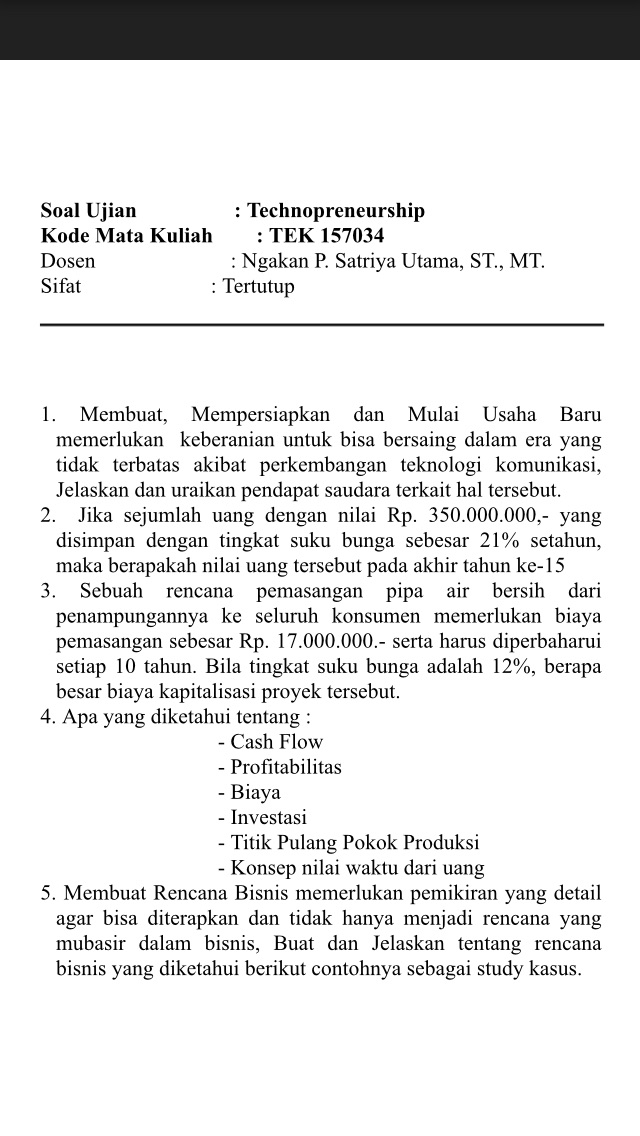 Soal Ujian : Technopreneurship
Kode Mata Kuliah : TEK 157034
Dosen : Ngakan P. Satriya Utama, ST., MT.
Sifat : Tertutup
1. Membuat, Mempersiapkan dan Mulai Usaha Baru
memerlukan keberanian untuk bisa bersaing dalam era yang
tidak terbatas akibat perkembangan teknologi komunikasi,
Jelaskan dan uraikan pendapat saudara terkait hal tersebut.
2. Jika sejumlah uang dengan nilai Rp. 350.000.000,- yang
disimpan dengan tingkat suku bunga sebesar 21% setahun,
maka berapakah nilai uang tersebut pada akhir tahun ke-15
3. Sebuah rencana pemasangan pipa air bersih dari
penampungannya ke seluruh konsumen memerlukan biaya
pemasangan sebesar Rp. 17.000.000.- serta harus diperbaharui
setiap 10 tahun. Bila tingkat suku bunga adalah 12%, berapa
besar biaya kapitalisasi proyek tersebut.
4. Apa yang diketahui tentang :
- Cash Flow
- Profitabilitas
- Biaya
- Investasi
- Titik Pulang Pokok Produksi
- Konsep nilai waktu dari uang
5. Membuat Rencana Bisnis memerlukan pemikiran yang detail
agar bisa diterapkan dan tidak hanya menjadi rencana yang
mubasir dalam bisnis, Buat dan Jelaskan tentang rencana
bisnis yang diketahui berikut contohnya sebagai study kasus.